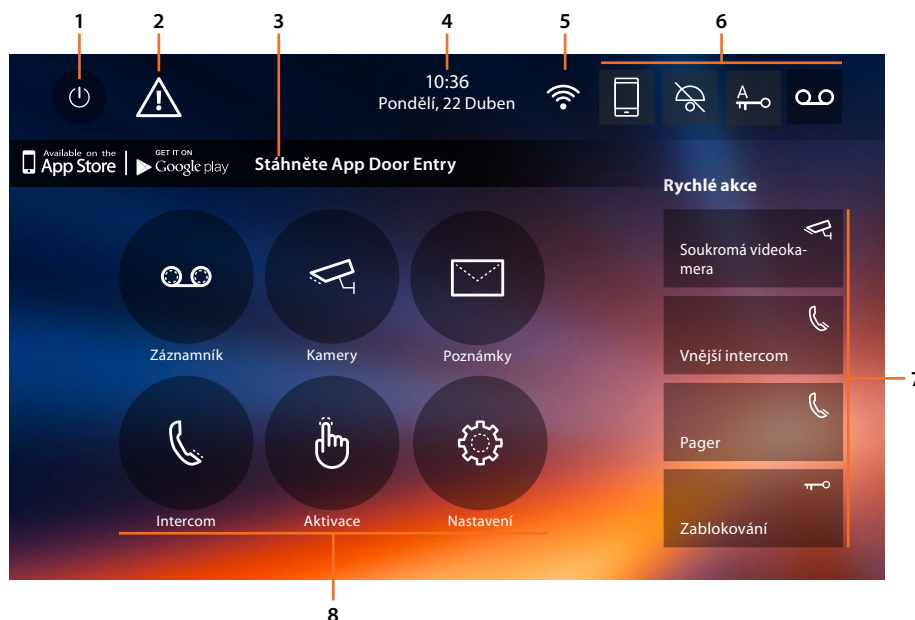 1 2 3 4 5 6
10:36
Pondělí, 22 Duben
A
Available on the
App Store
GET IT ON
Google play
Stáhněte App Door Entry
Rychlé akce
Soukromá videoka-
mera
Záznamník Kamery Poznámky
Vnější intercom
7
Pager
Intercom Aktivace Nastavení
Zablokování
8